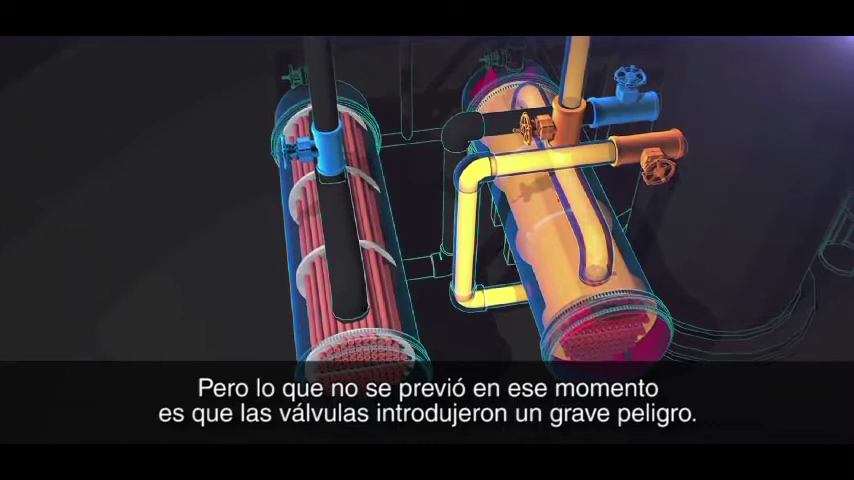 Pero lo que no se previó en ese momento
es que las válvulas introdujeron un grave peligro.